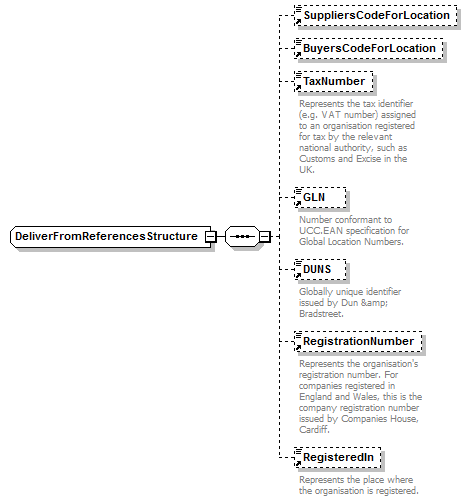 SuppliersCodeForLocation
BuyersCodeForLocation
TaxNumber
Represents the tax identifier
(e.g. VAT number) assigned
to an organisation registered
for tax by the relevant
national authority, such as
Customs and Excise in the
UK.
GLN
Number conformant to
UCC.EAN specification for
Global Location Numbers.
DeliverFromReferencesStructure
DUNS
Globally unique identifier
issued by Dun &amp;
Bradstreet.
RegistrationNumber
Represents the organisation's
registration number. For
companies registered in
England and Wales, this is the
company registration number
issued by Companies House,
Cardiff.
RegisteredIn
Represents the place where
the organisation is registered.